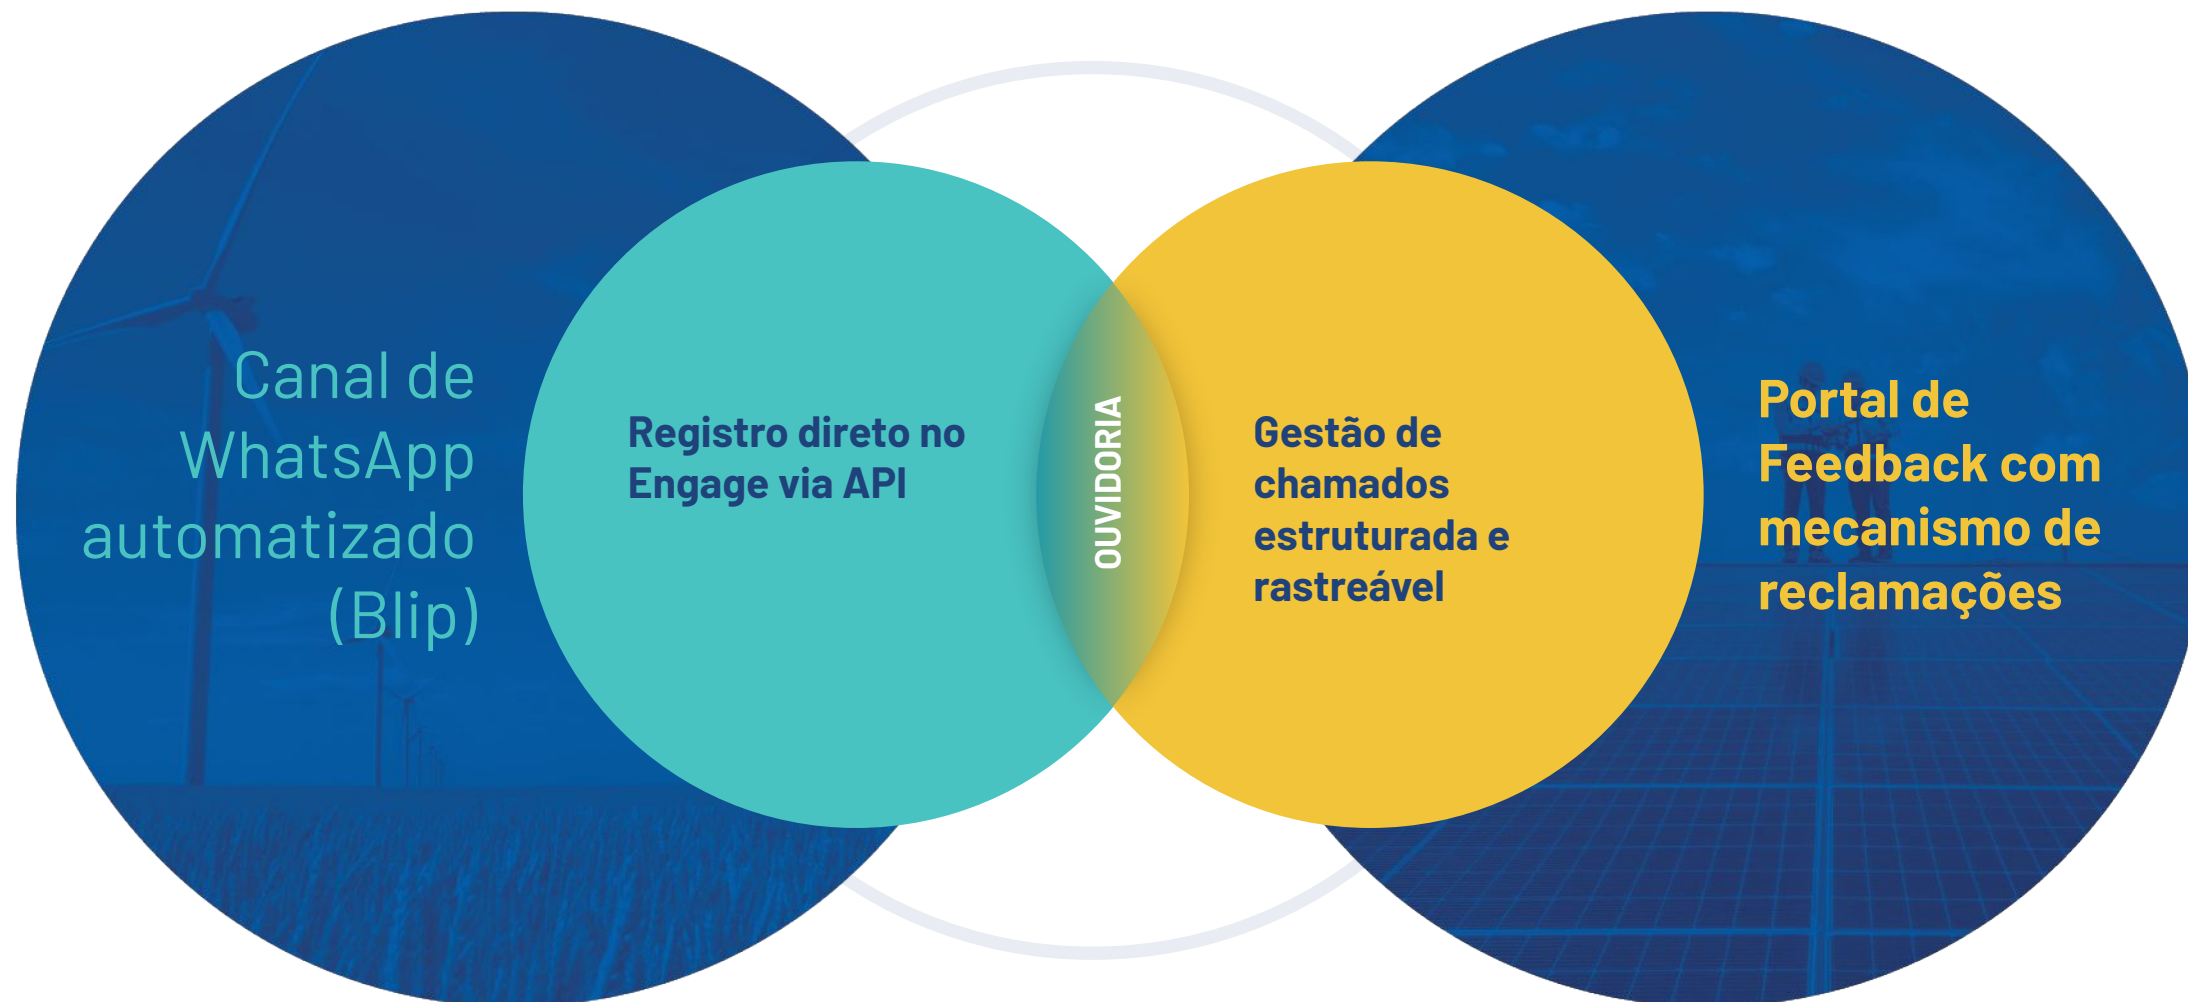 Canal de
WhatsApp
automatizado
(Blip)
Registro direto no
Engage via API
OUVIDORIA
Gestão de
chamados
estruturada e
rastreável
Portal de
Feedback com
mecanismo de
reclamações